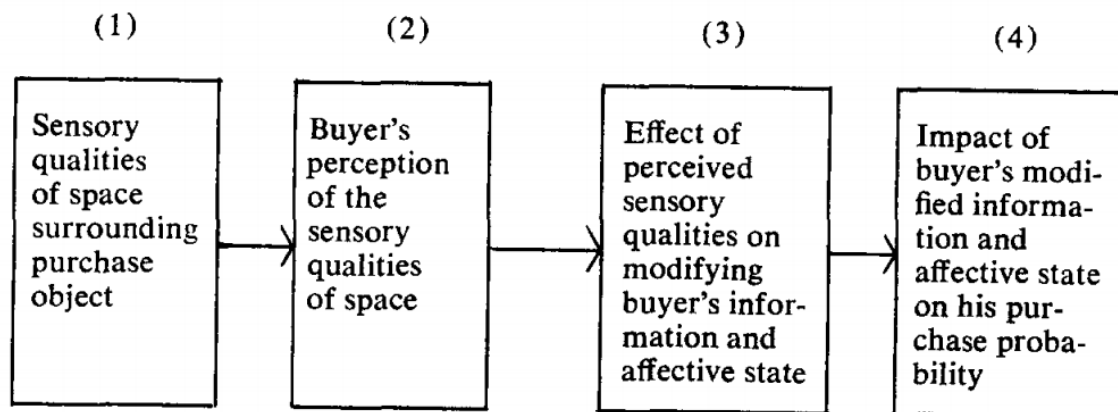 (1)
(2)
(3)
(4)
Sensory
qualities
of space
surrounding
purchase
object
Buyer's
perception
of the
sensory
qualities
of space
Effect of
perceived
sensory
qualities on
modifying
buyer's infor-
mation and
affective state
Impact of
buyer's modi-
fied informa-
tion and
affective state
on his pur-
chase proba-
bility